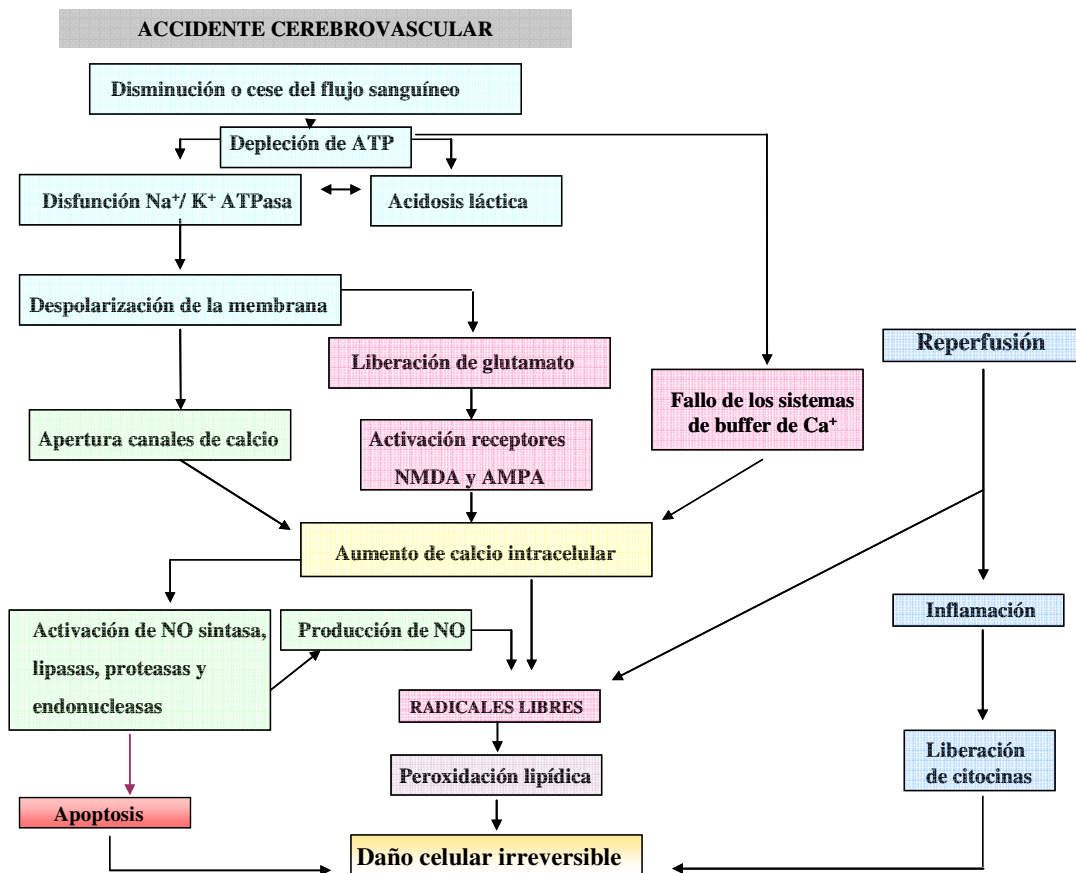 ACCIDENTE CEREBROVASCULAR
Disminución o cese del flujo sanguíneo
Depleción de ATP
Disfunción Na⁺/ K⁺ ATPasa
Acidosis láctica
Despolarización de la membrana
Reperfusión
Liberación de glutamato
Fallo de los sistemas
de buffer de Ca⁺
Apertura canales de calcio
Activación receptores
NMDA y AMPA
Aumento de calcio intracelular
Inflamación
Activación de NO sintasa,
lipasas, proteasas y
endonucleasas
Producción de NO
RADICALES LIBRES
Liberación
de citocinas
Peroxidación lipídica
Apoptosis
Daño celular irreversible